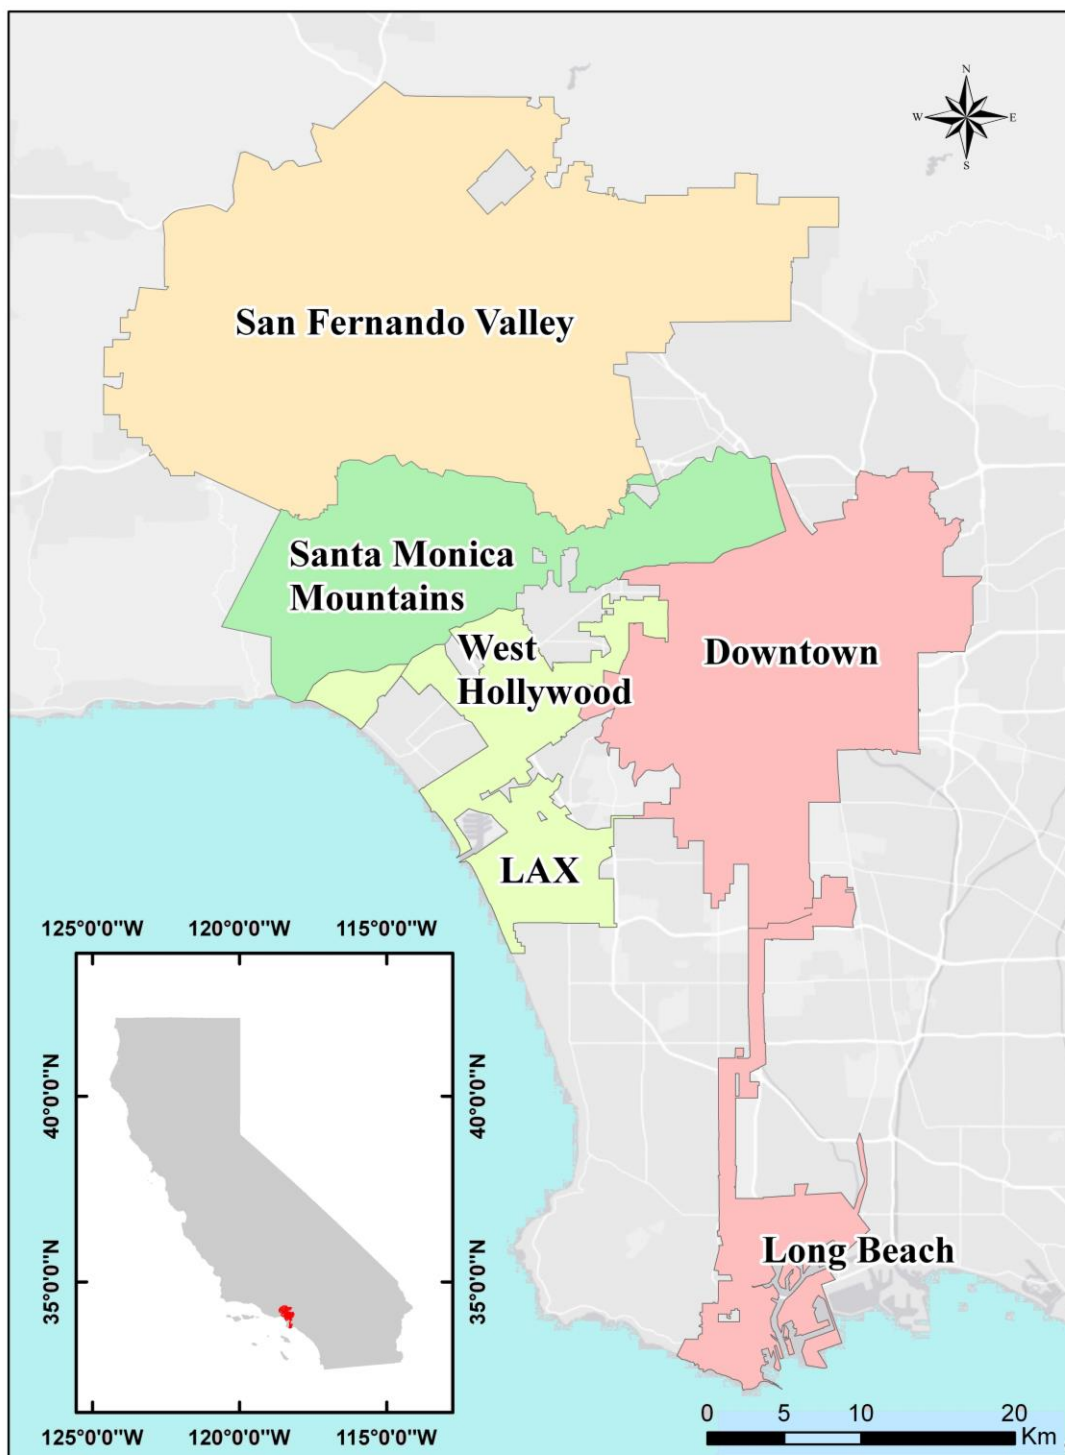 N
W
E
S
San Fernando Valley
Santa Monica
Mountains
West
Hollywood
Downtown
LAX
125°0'0"W
120°0'0"W
115°0'0"W
40°0'0"N
40°0'0"N
35°0'0"N
35°0'0"N
Long Beach
125°0'0"W
120°0'0"W
115°0'0"W
0
5
10
20
Km